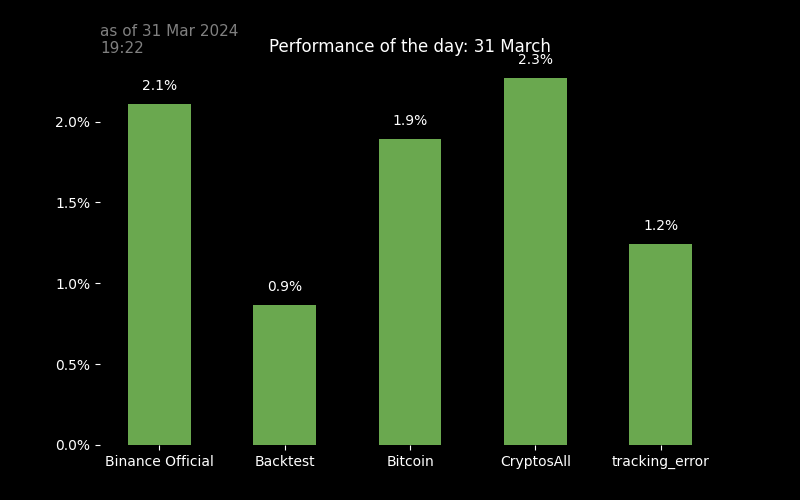 as of 31 Mar 2024
19:22
Performance of the day: 31 March
2.3%
2.1%
1.9%
1.2%
0.9%
2.0%
1.5%
1.0%
0.5%
0.0%
Binance Official
Backtest
Bitcoin
CryptosAll
tracking_error